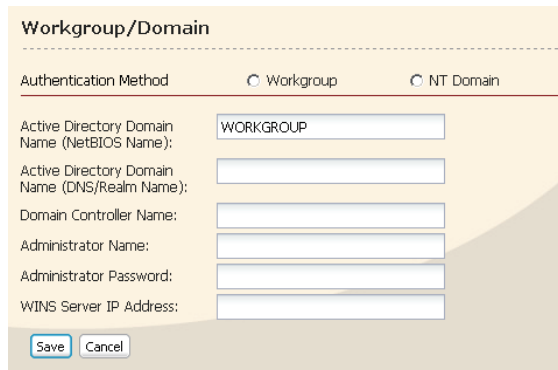 Workgroup/Domain
Authentication Method Workgroup NT Domain
Active Directory Domain
Name (NetBIOS Name): WORKGROUP
Active Directory Domain
Name (DNS/Realm Name):
Domain Controller Name:
Administrator Name:
Administrator Password:
WINS Server IP Address:
Save Cancel